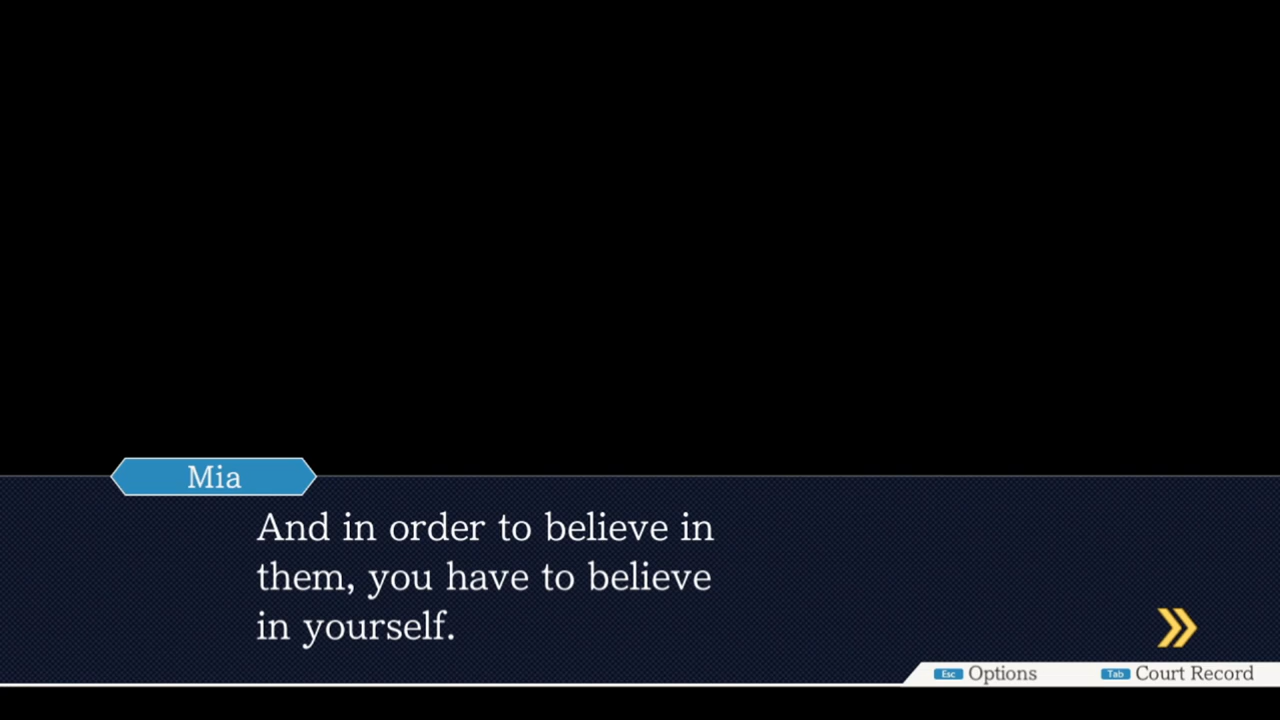 Mia
And in order to believe in
them, you have to believe
in yourself.
Esc Options Tab Court Record